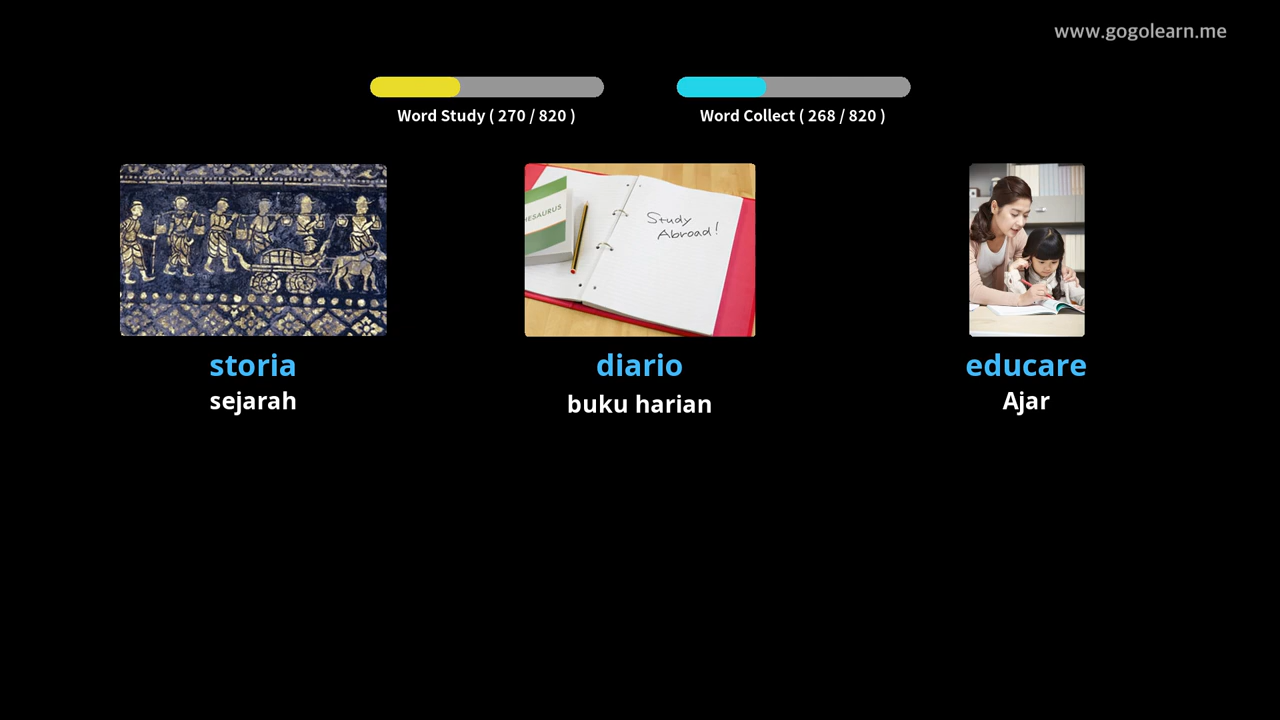 www.gogolearn.me
Word Study ( 270 / 820 )
Word Collect ( 268 / 820 )
HESAURUS
Study
Abroad!
storia
diario
educare
sejarah
buku harian
Ajar